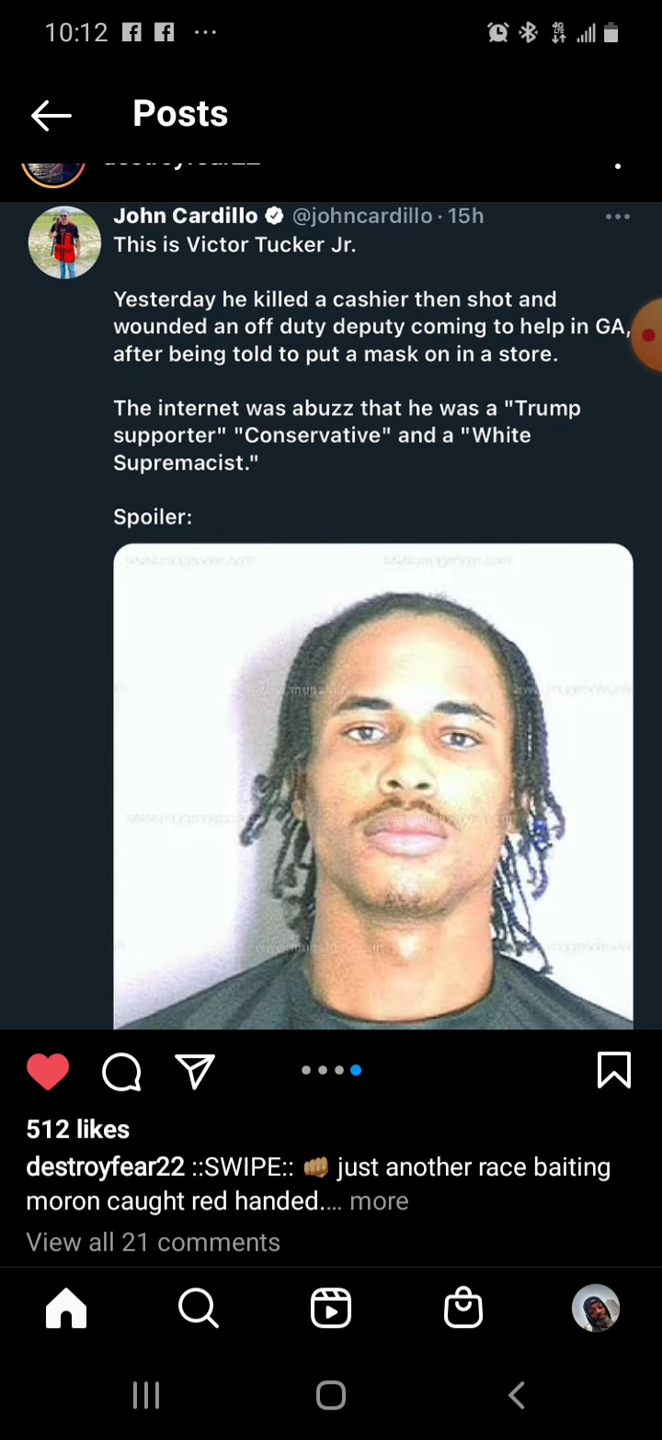 10:12
Posts
John Cardillo @johncardillo · 15h
This is Victor Tucker Jr.
Yesterday he killed a cashier then shot and
wounded an off duty deputy coming to help in GA,
after being told to put a mask on in a store.
The internet was abuzz that he was a "Trump
supporter" "Conservative" and a "White
Supremacist."
Spoiler:
512 likes
destroyfear22 ::SWIPE:: 👊🏽 just another race baiting
moron caught red handed.... more
View all 21 comments